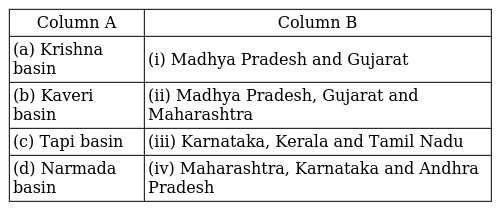 Column A Column B
(a) Krishna
basin
(i) Madhya Pradesh and Gujarat
(b) Kaveri
basin
(ii) Madhya Pradesh, Gujarat and
Maharashtra
(c) Tapi basin (iii) Karnataka, Kerala and Tamil Nadu
(d) Narmada
basin
(iv) Maharashtra, Karnataka and Andhra
Pradesh